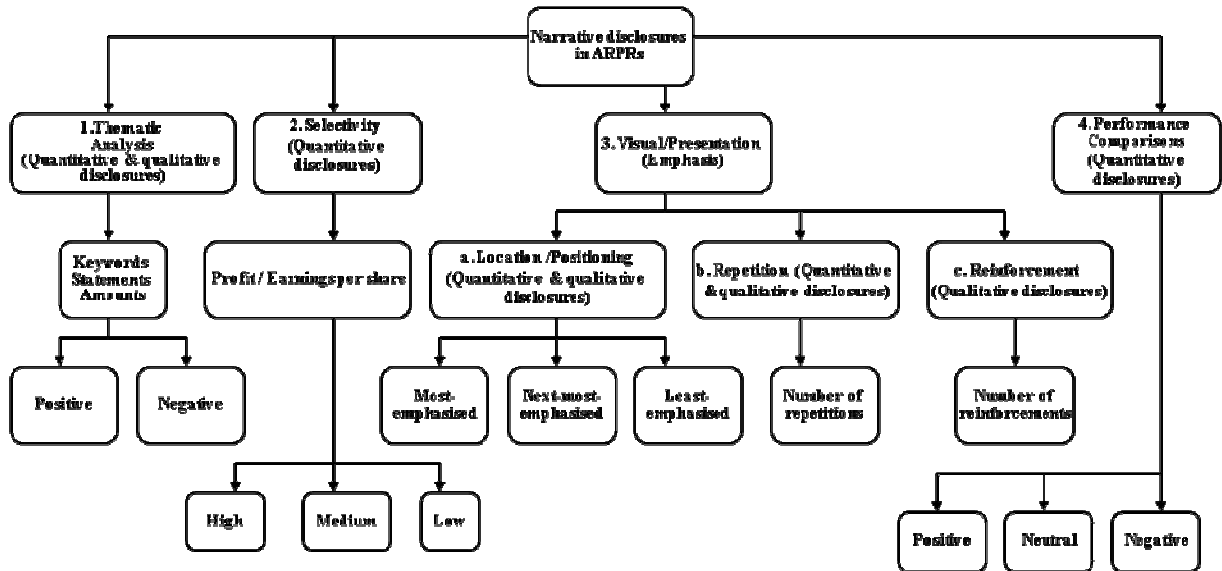 Narrative disclosures
in ARPRs
1. Thematic
Analysis
(Quantitative & qualitative
disclosures)
2. Selectivity
(Quantitative
disclosures)
3. Visual/Presentation
(Emphasis)
4. Performance
Comparisons
(Quantitative
disclosures)
Keywords
Statements
Amounts
Profit / Earnings per share
a. Location /Positioning
(Quantitative & qualitative
disclosures)
b. Repetition (Quantitative
& qualitative disclosures)
c. Reinforcement
(Qualitative disclosures)
Positive
Negative
Most-
emphasised
Next-most-
emphasised
Least-
emphasised
Number of
repetitions
Number of
reinforcements
High
Medium
Low
Positive
Neutral
Negative